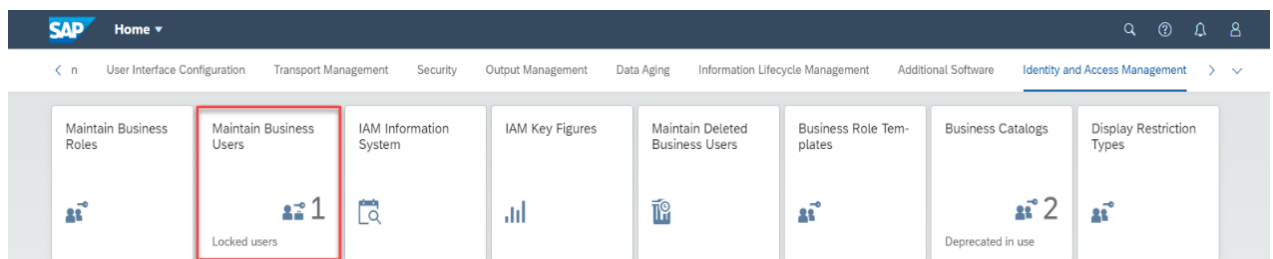 SAP Home
n User Interface Configuration Transport Management Security Output Management Data Aging Information Lifecycle Management Additional Software Identity and Access Management
Maintain Business
Roles
Maintain Business
Users
1
Locked users
IAM Information
System
IAM Key Figures
Maintain Deleted
Business Users
Business Role Tem-
plates
Business Catalogs
2
Deprecated in use
Display Restriction
Types